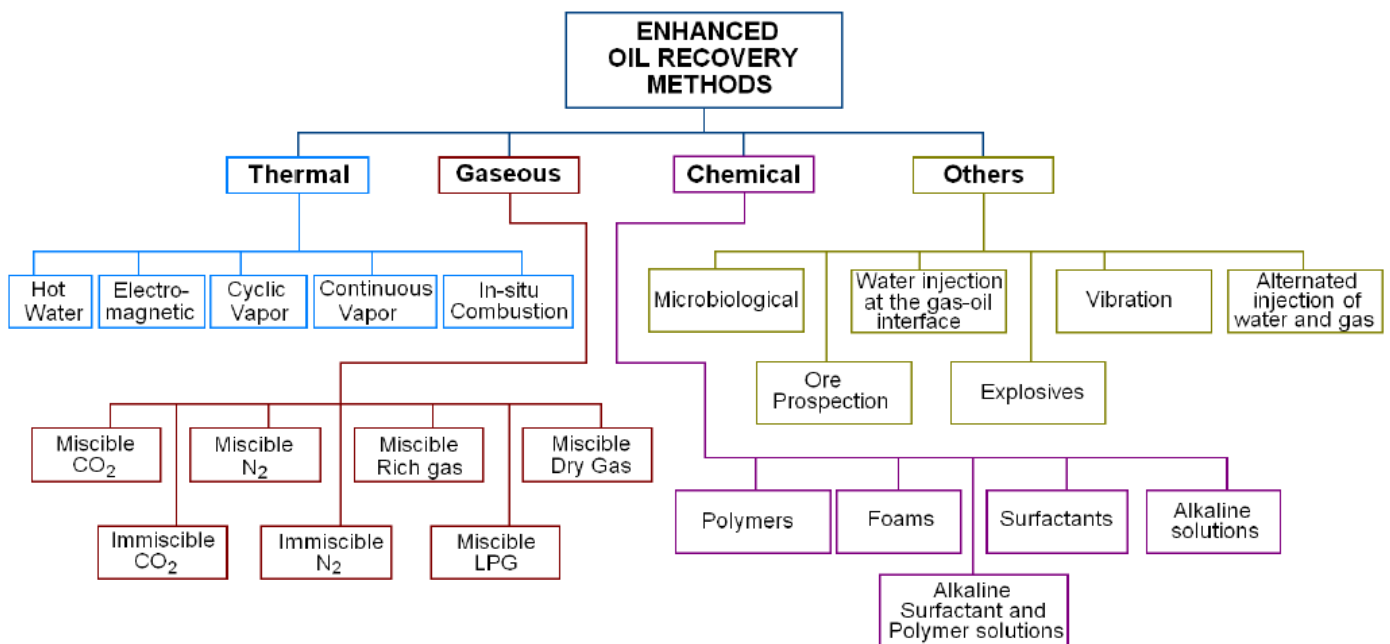 ENHANCED
OIL RECOVERY
METHODS
Thermal
Gaseous
Chemical
Others
Hot
Water
Electro-
magnetic
Cyclic
Vapor
Continuous
Vapor
In-situ
Combustion
Microbiological
Water injection
at the gas-oil
interface
Vibration
Alternated
injection of
water and gas
Ore
Prospection
Explosives
Miscible
CO₂
Miscible
N₂
Miscible
Rich gas
Miscible
Dry Gas
Immiscible
CO₂
Immiscible
N₂
Miscible
LPG
Polymers
Foams
Surfactants
Alkaline
solutions
Alkaline
Surfactant and
Polymer solutions